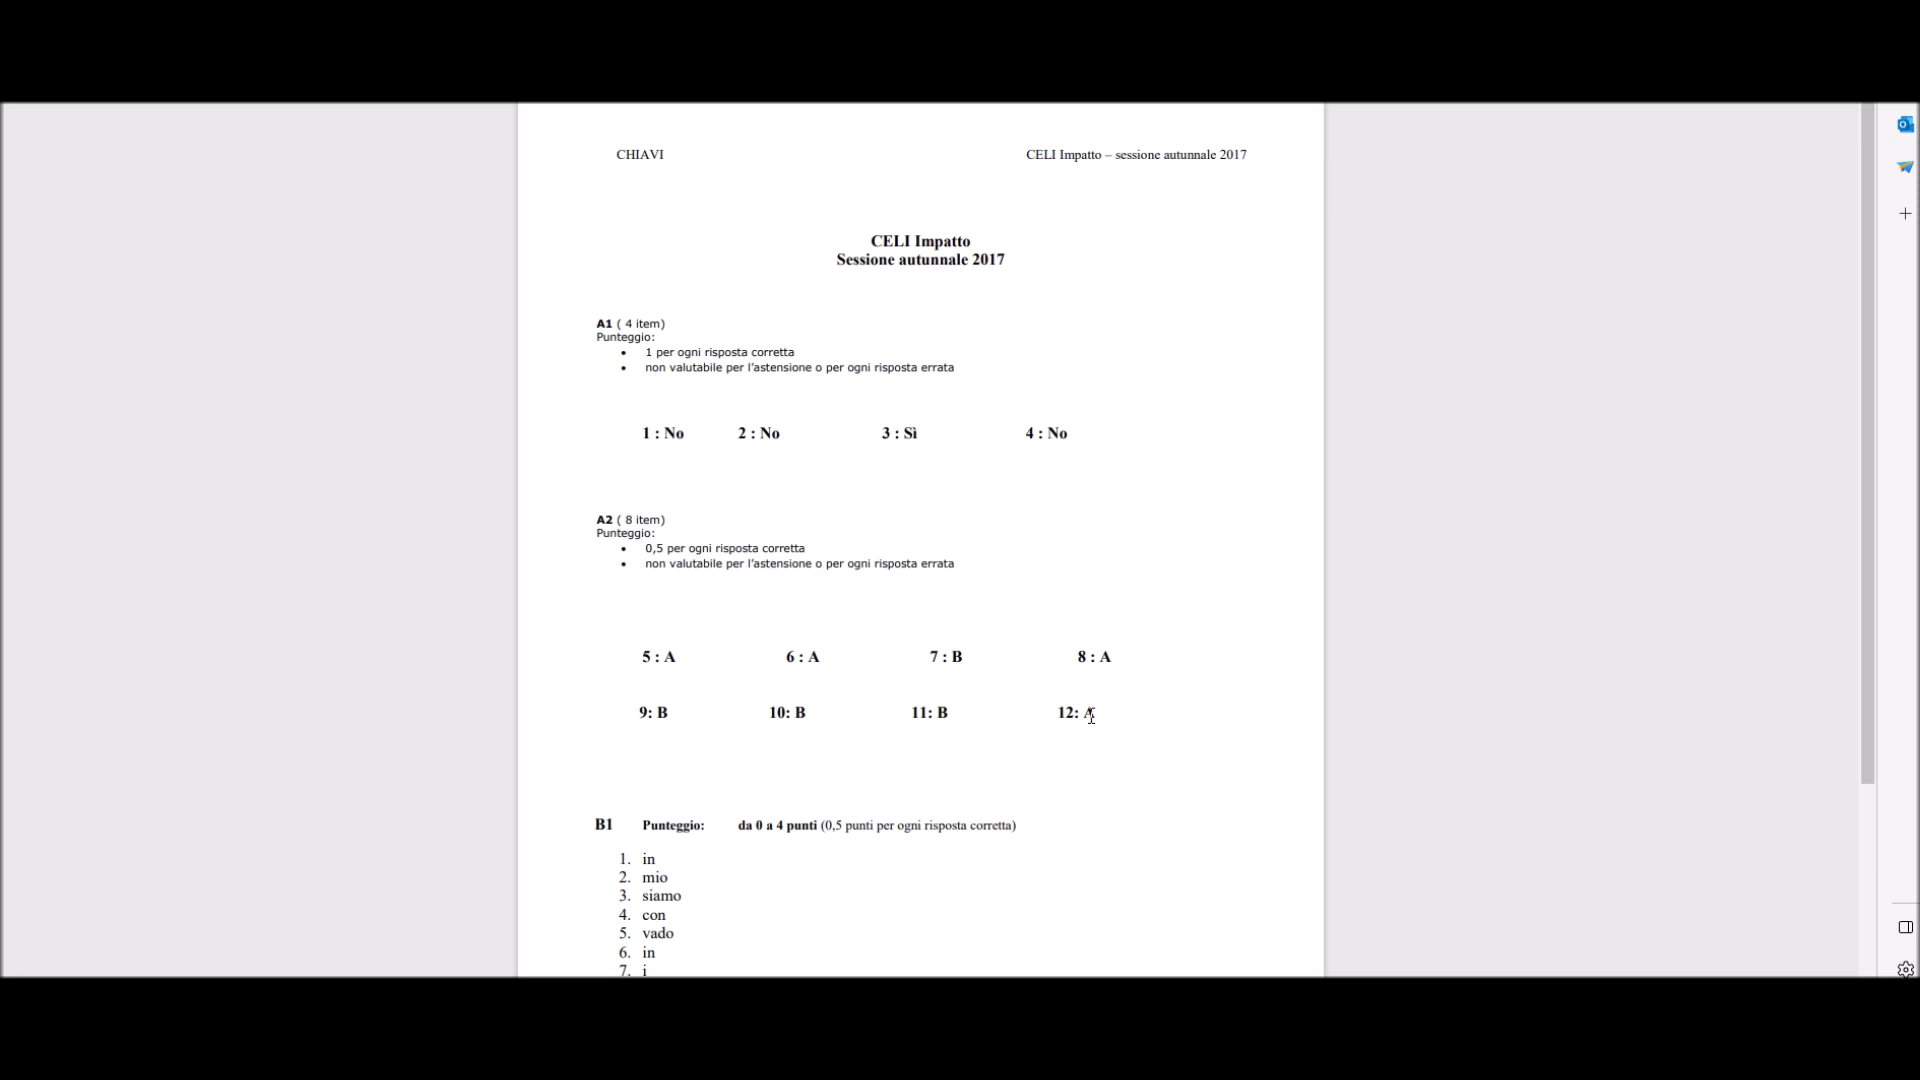 CHIAVI CELI Impatto – sessione autunnale 2017
CELI Impatto
Sessione autunnale 2017
A1 ( 4 item)
Punteggio:
• 1 per ogni risposta corretta
• non valutabile per l'astensione o per ogni risposta errata
1 : No 2 : No 3 : Sì 4 : No
A2 ( 8 item)
Punteggio:
• 0,5 per ogni risposta corretta
• non valutabile per l'astensione o per ogni risposta errata
5 : A 6 : A 7 : B 8 : A
9: B 10: B 11: B 12: A
B1 Punteggio: da 0 a 4 punti (0,5 punti per ogni risposta corretta)
1. in
2. mio
3. siamo
4. con
5. vado
6. in
7. i